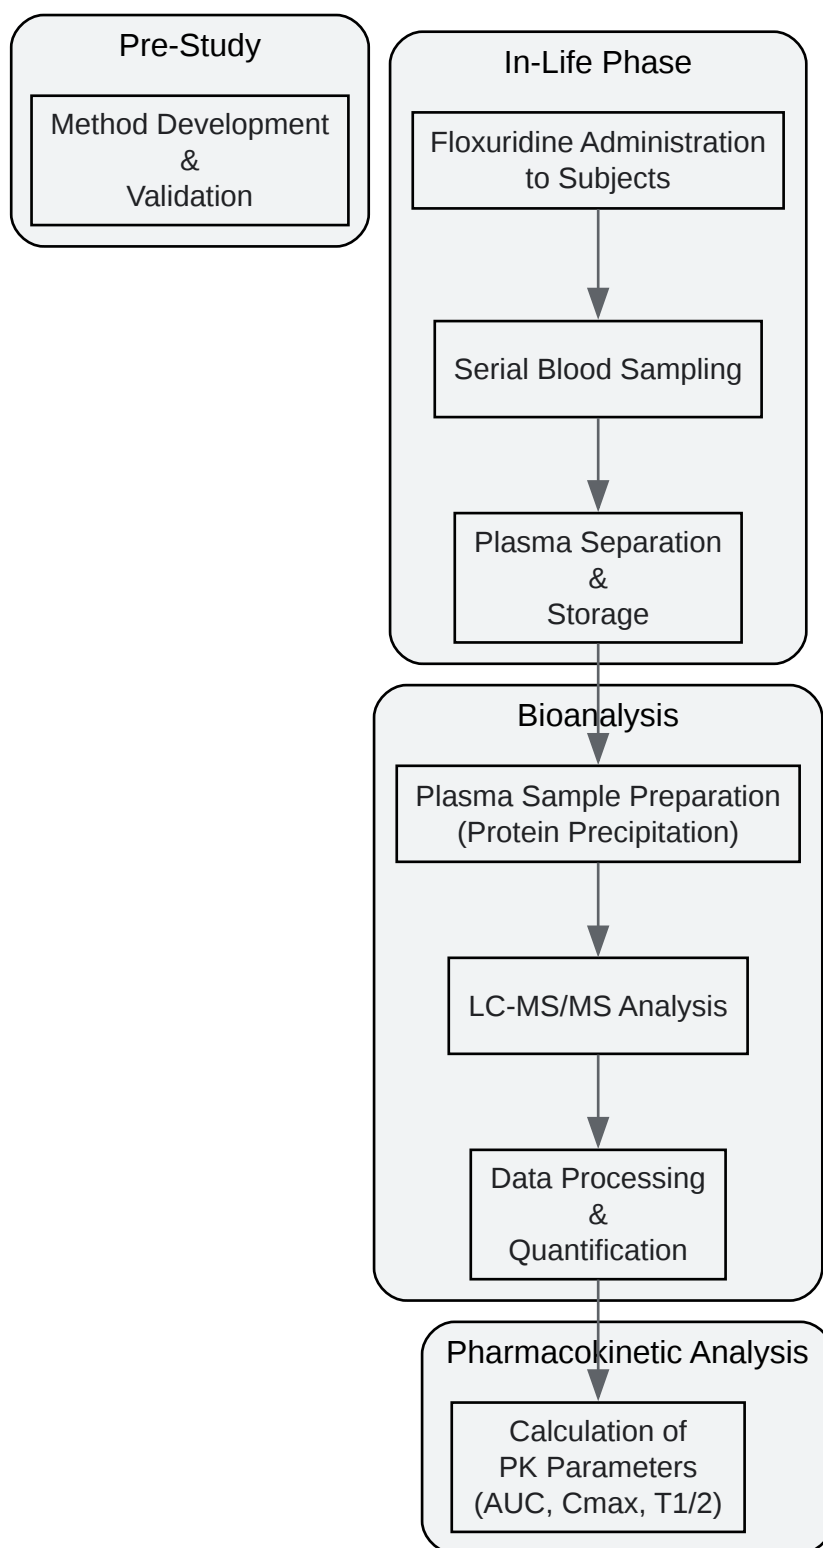 Pre-Study
Method Development
&
Validation
In-Life Phase
Floxuridine Administration
to Subjects
Serial Blood Sampling
Plasma Separation
&
Storage
Bioanalysis
Plasma Sample Preparation
(Protein Precipitation)
LC-MS/MS Analysis
Data Processing
&
Quantification
Pharmacokinetic Analysis
Calculation of
PK Parameters
(AUC, Cmax, T1/2)